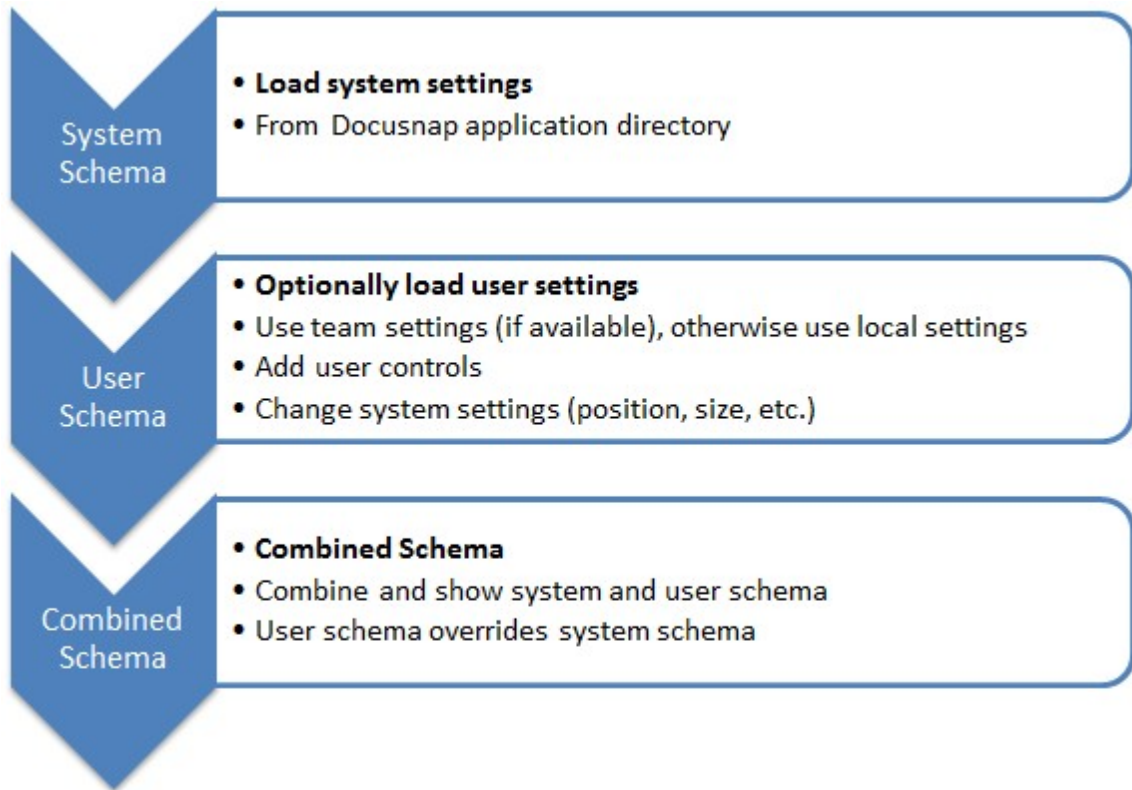 System
Schema
• Load system settings
• From Docusnap application directory
User
Schema
• Optionally load user settings
• Use team settings (if available), otherwise use local settings
• Add user controls
• Change system settings (position, size, etc.)
Combined
Schema
• Combined Schema
• Combine and show system and user schema
• User schema overrides system schema